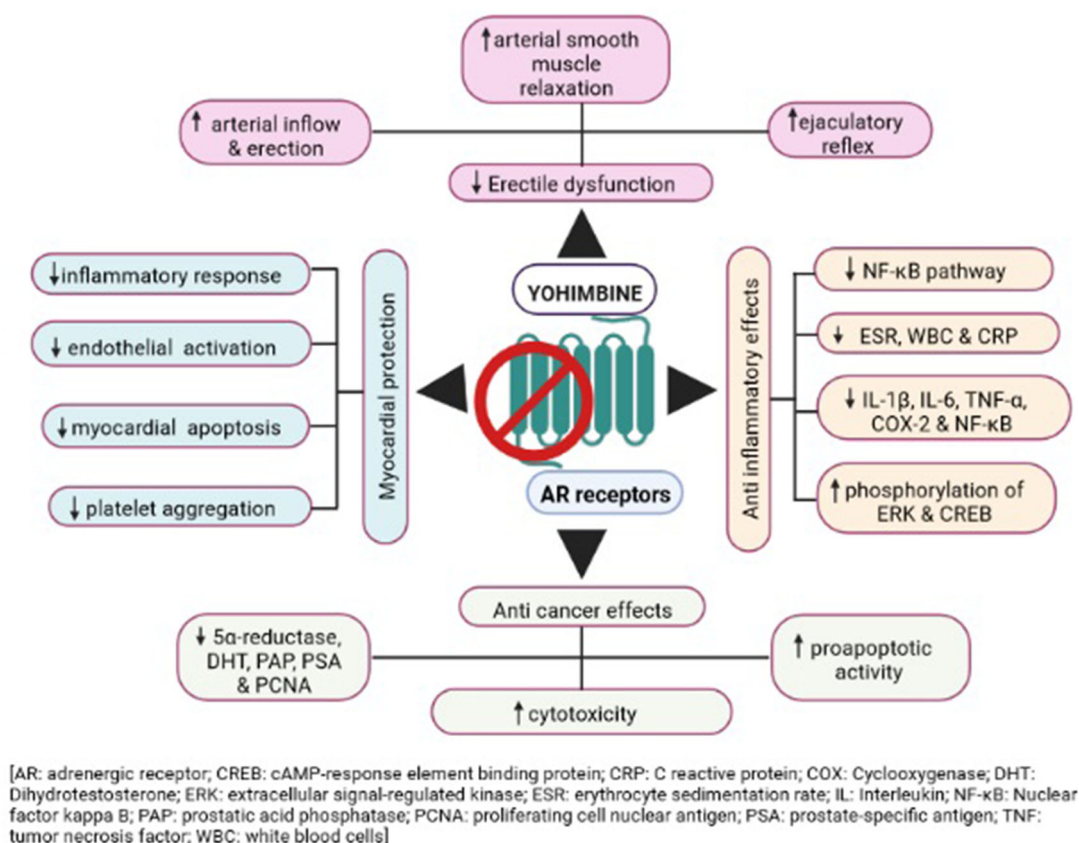 ↑arterial smooth
muscle
relaxation
↑ arterial inflow
& erection
↑ejaculatory
reflex
↓ Erectile dysfunction
↓inflammatory response
↓ endothelial activation
↓myocardial apoptosis
↓ platelet aggregation
Myocardial protection
YOHIMBINE
AR receptors
Anti inflammatory effects
↓ NF-κB pathway
↓ ESR, WBC & CRP
↓ IL-1β, IL-6, TNF-α,
COX-2 & NF-κB
↑phosphorylation of
ERK & CREB
Anti cancer effects
↓ 5α-reductase,
DHT, PAP, PSA
& PCNA
↑ proapoptotic
activity
↑ cytotoxicity
[AR: adrenergic receptor; CREB: cAMP-response element binding protein; CRP: C reactive protein; COX: Cyclooxygenase; DHT:
Dihydrotestosterone; ERK: extracellular signal-regulated kinase; ESR: erythrocyte sedimentation rate; IL: Interleukin; NF-κB: Nuclear
factor kappa B; PAP: prostatic acid phosphatase; PCNA: proliferating cell nuclear antigen; PSA: prostate-specific antigen; TNF:
tumor necrosis factor; WBC: white blood cells]